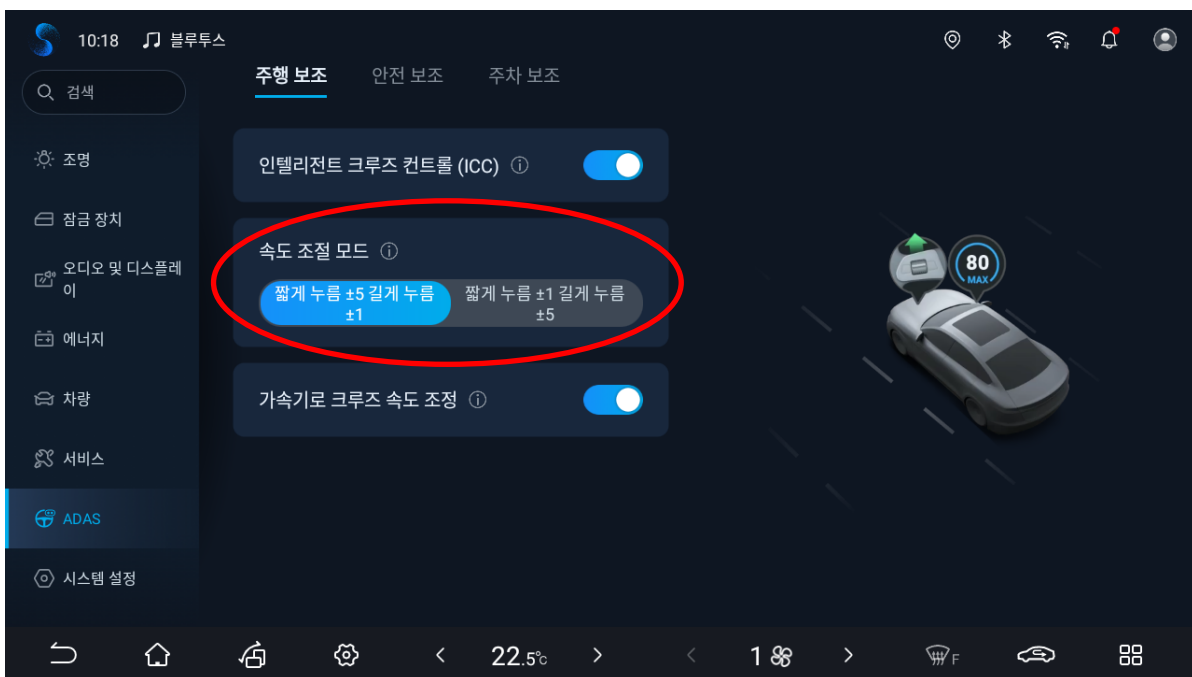 10:18 블루투스
검색
주행 보조 안전 보조 주차 보조
조명
인텔리전트 크루즈 컨트롤 (ICC)
잠금 장치
속도 조절 모드
오디오 및 디스플레
이
짧게 누름 ±5 길게 누름
±1
짧게 누름 ±1 길게 누름
±5
80
MAX
에너지
차량
가속기로 크루즈 속도 조정
서비스
ADAS
시스템 설정
22.5°c
1
F